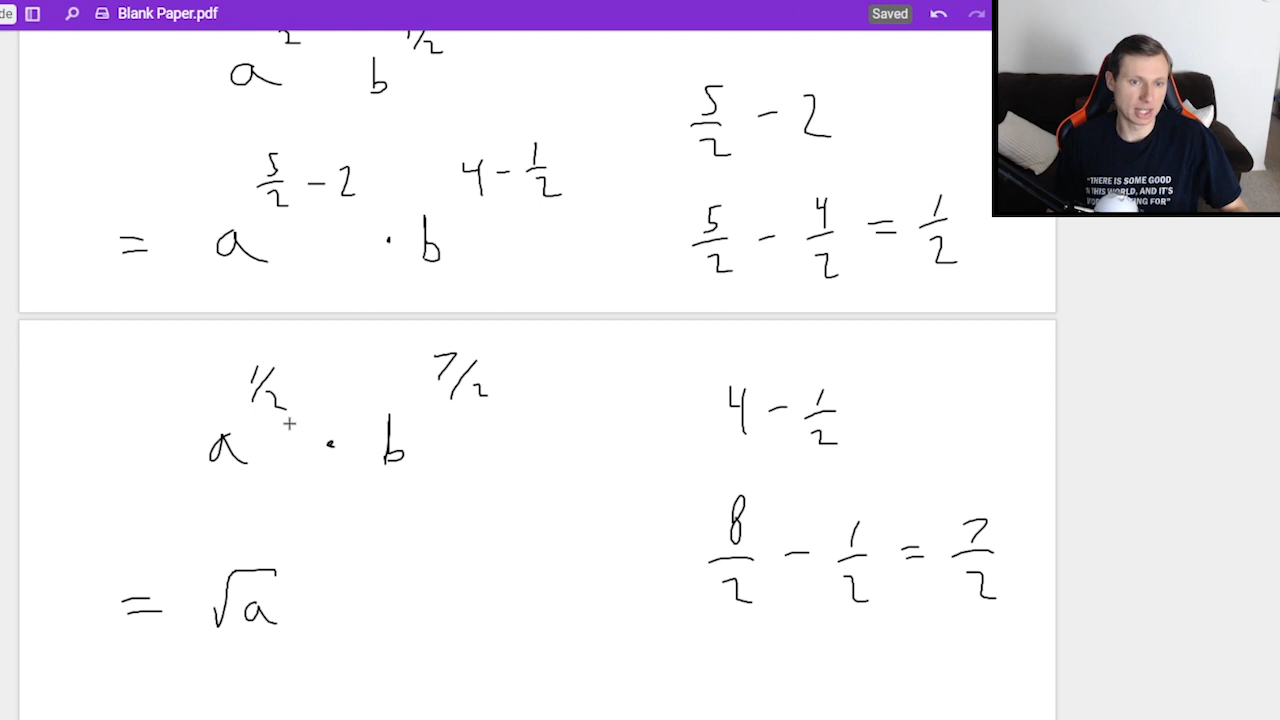 de Blank Paper.pdf Saved
2 1/2
a b
5/2 - 2 4 - 1/2
= a · b
5/2 - 2
5/2 - 4/2 = 1/2
"THERE IS SOME GOOD
IN THIS WORLD, AND IT'S
FOR"
1/2 7/2
a · b
= √a
4 - 1/2
8/2 - 1/2 = 7/2